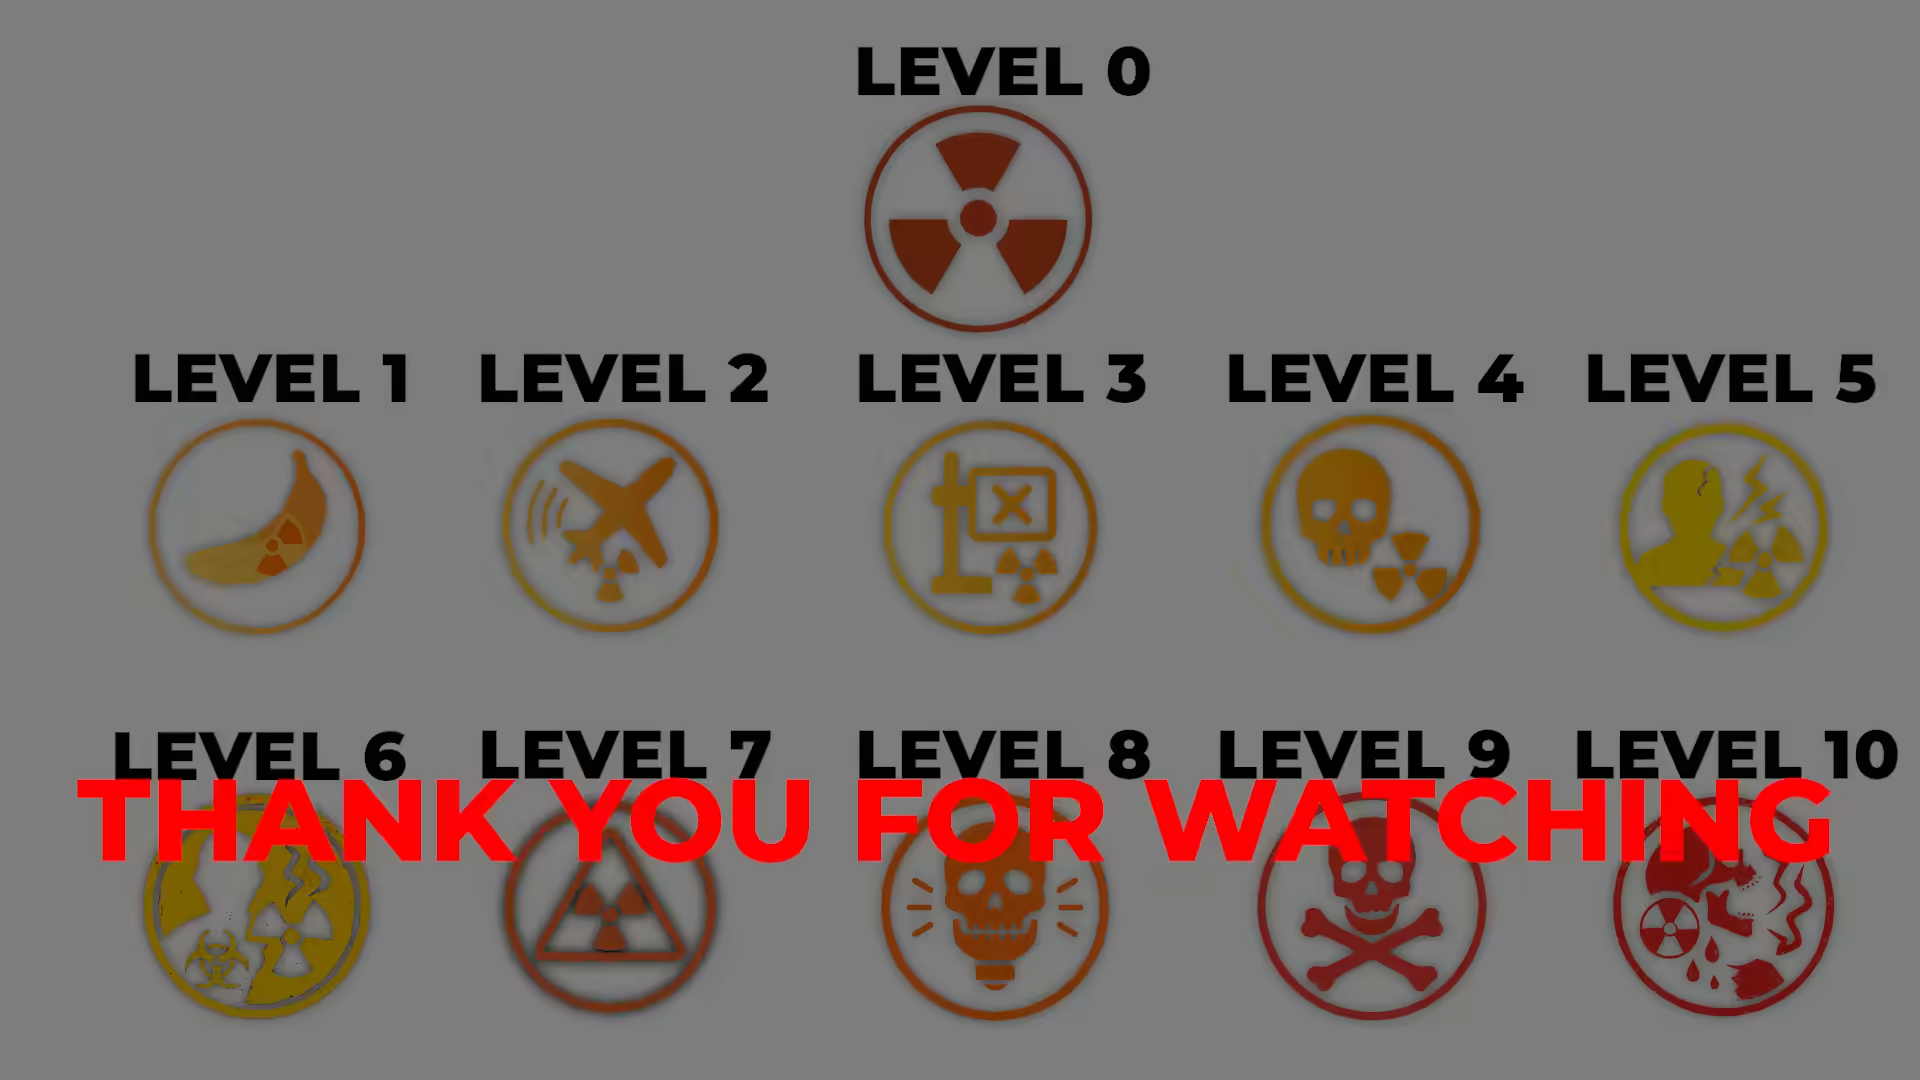 LEVEL 0
LEVEL 1 LEVEL 2 LEVEL 3 LEVEL 4 LEVEL 5
LEVEL 6 LEVEL 7 LEVEL 8 LEVEL 9 LEVEL 10
THANK YOU FOR WATCHING